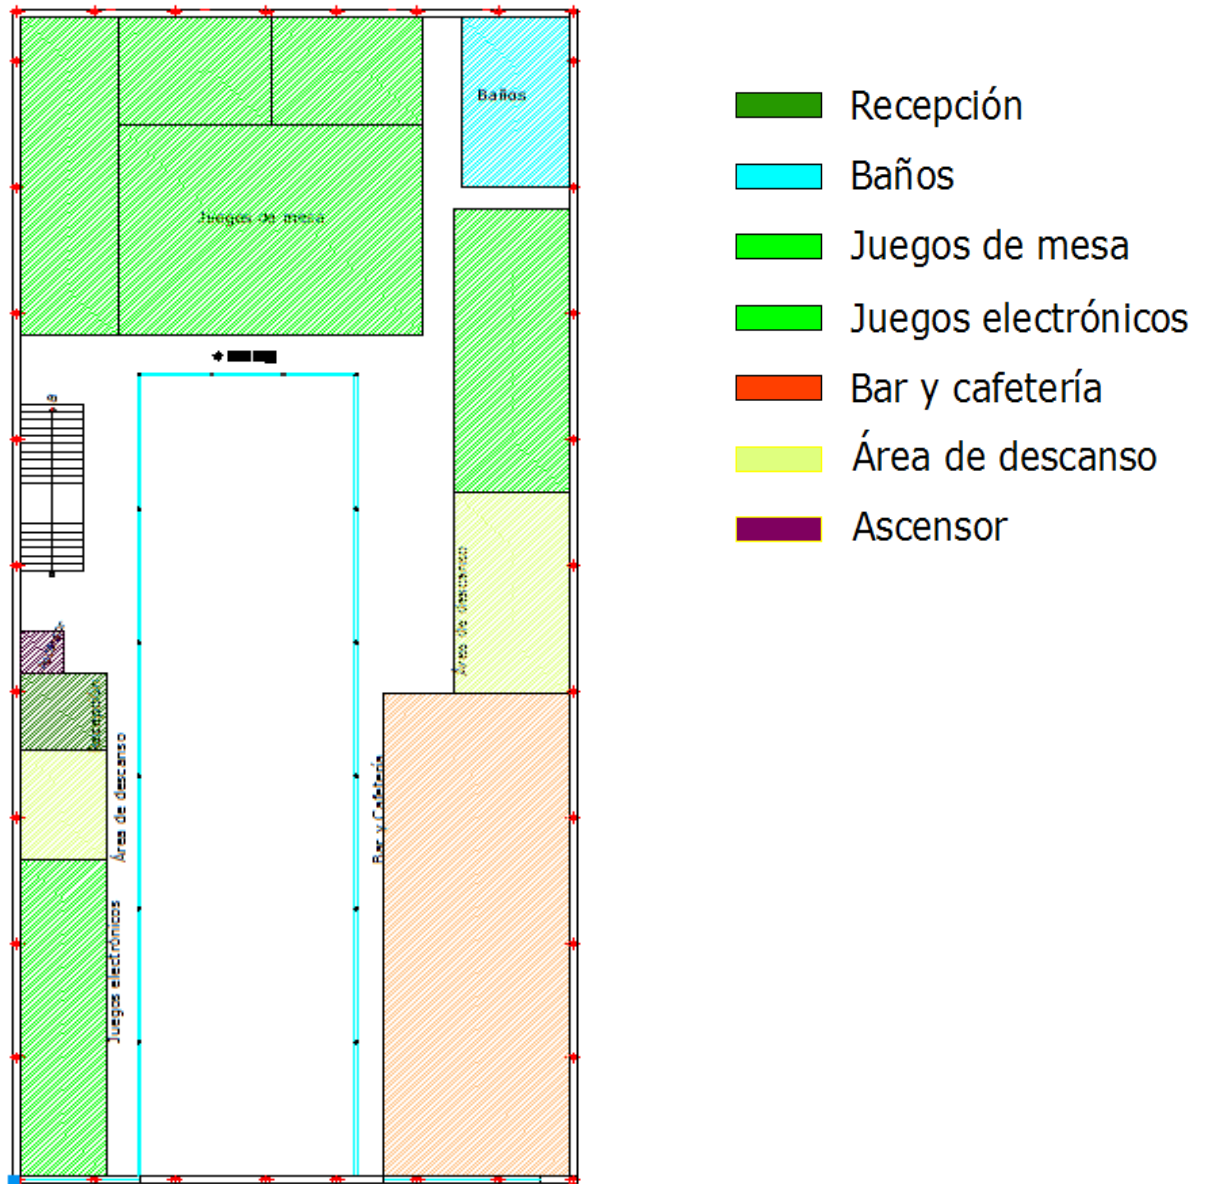 Baños
Juegos de mesa
Área de descanso
Recepción
Área de descanso
Bar y Cafetería
Juegos electrónicos
Recepción
Baños
Juegos de mesa
Juegos electrónicos
Bar y cafetería
Área de descanso
Ascensor